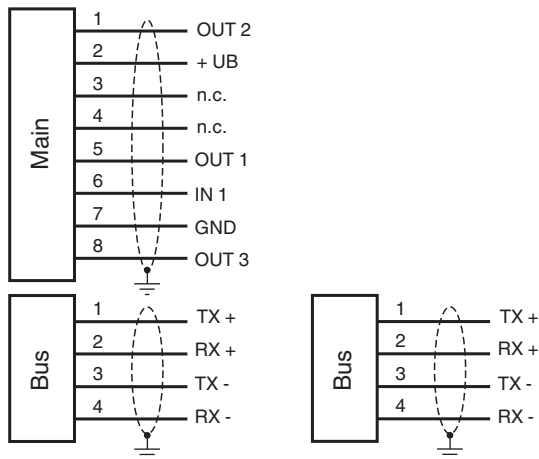 Main
1 OUT 2
2 + UB
3 n.c.
4 n.c.
5 OUT 1
6 IN 1
7 GND
8 OUT 3
Bus
1 TX +
2 RX +
3 TX -
4 RX -
Bus
1 TX +
2 RX +
3 TX -
4 RX -